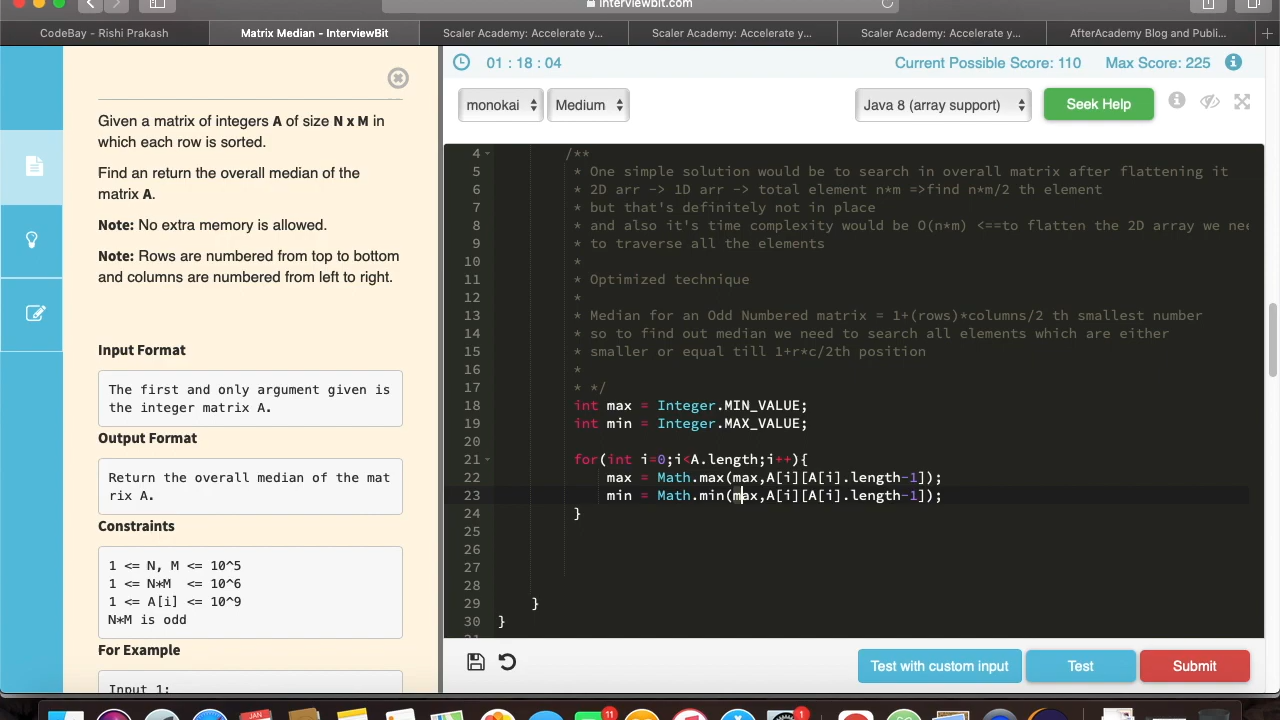 interviewbit.com
CodeBay - Rishi Prakash
Matrix Median - InterviewBit
Scaler Academy: Accelerate y...
Scaler Academy: Accelerate y...
Scaler Academy: Accelerate y...
AfterAcademy Blog and Publi...
Given a matrix of integers A of size N x M in
which each row is sorted.
Find an return the overall median of the
matrix A.
Note: No extra memory is allowed.
Note: Rows are numbered from top to bottom
and columns are numbered from left to right.
Input Format
The first and only argument given is
the integer matrix A.
Output Format
Return the overall median of the mat
rix A.
Constraints
1 <= N, M <= 10^5
1 <= N*M  <= 10^6
1 <= A[i] <= 10^9
N*M is odd
For Example
Input 1:
01 : 18 : 04
Current Possible Score: 110
Max Score: 225
monokai
Medium
Java 8 (array support)
Seek Help
4 /**
5 * One simple solution would be to search in overall matrix after flattening it
6 * 2D arr -> 1D arr -> total element n*m =>find n*m/2 th element
7 * but that's definitely not in place
8 * and also it's time complexity would be O(n*m) <==to flatten the 2D array we nee
9 * to traverse all the elements
10 *
11 * Optimized technique
12 *
13 * Median for an Odd Numbered matrix = 1+(rows)*columns/2 th smallest number
14 * so to find out median we need to search all elements which are either
15 * smaller or equal till 1+r*c/2th position
16 *
17 * */
18 int max = Integer.MIN_VALUE;
19 int min = Integer.MAX_VALUE;
20
21 for(int i=0;i<A.length;i++){
22 max = Math.max(max,A[i][A[i].length-1]);
23 min = Math.min(max,A[i][A[i].length-1]);
24 }
25
26
27
28
29 }
30 }
Test with custom input
Test
Submit
JAN
11
1